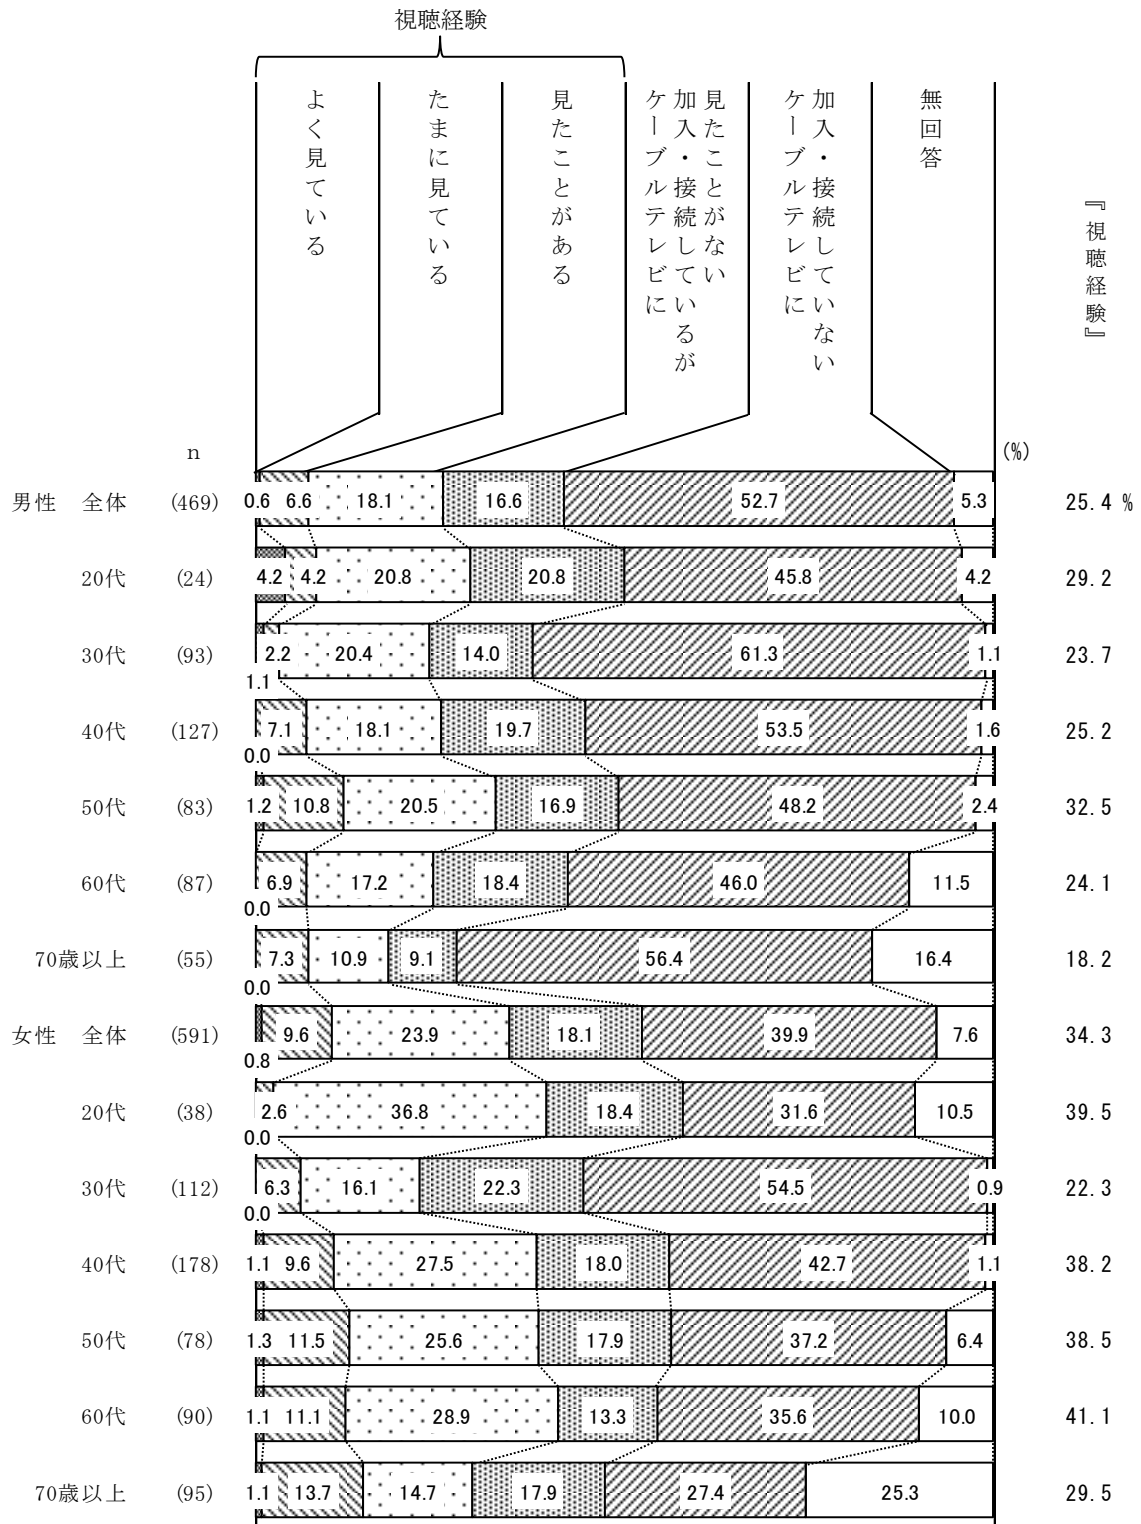 視聴経験
よく見ている
たまに見ている
見たことがある
ケーブルテレビに
加入・接続しているが
見たことがない
ケーブルテレビに
加入・接続していない
無回答
『視聴経験』
n
(%)
男性　全体 (469) 0.6 6.6 18.1 16.6 52.7 5.3 25.4 %
20代 (24) 4.2 4.2 20.8 20.8 45.8 4.2 29.2
30代 (93) 1.1 2.2 20.4 14.0 61.3 1.1 23.7
40代 (127) 0.0 7.1 18.1 19.7 53.5 1.6 25.2
50代 (83) 1.2 10.8 20.5 16.9 48.2 2.4 32.5
60代 (87) 0.0 6.9 17.2 18.4 46.0 11.5 24.1
70歳以上 (55) 0.0 7.3 10.9 9.1 56.4 16.4 18.2
女性　全体 (591) 0.8 9.6 23.9 18.1 39.9 7.6 34.3
20代 (38) 0.0 2.6 36.8 18.4 31.6 10.5 39.5
30代 (112) 0.0 6.3 16.1 22.3 54.5 0.9 22.3
40代 (178) 1.1 9.6 27.5 18.0 42.7 1.1 38.2
50代 (78) 1.3 11.5 25.6 17.9 37.2 6.4 38.5
60代 (90) 1.1 11.1 28.9 13.3 35.6 10.0 41.1
70歳以上 (95) 1.1 13.7 14.7 17.9 27.4 25.3 29.5